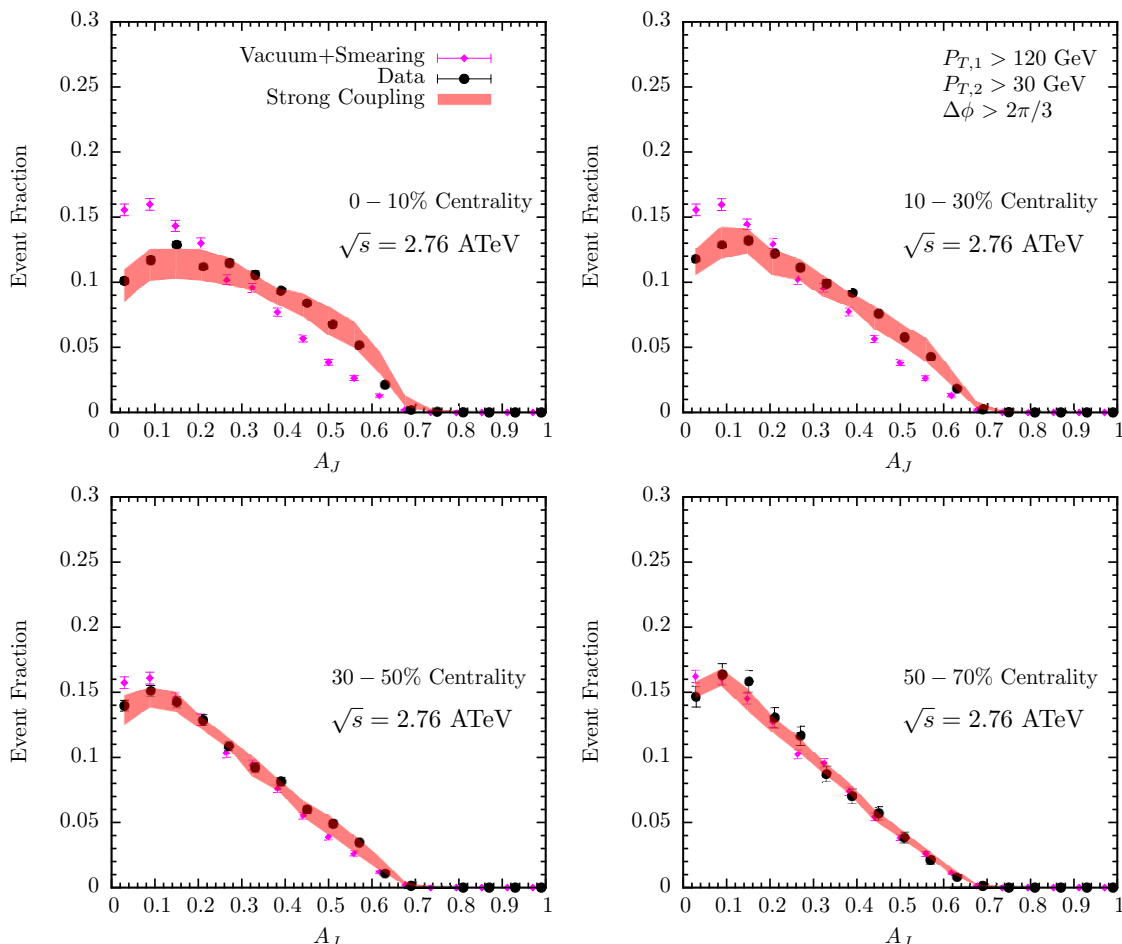 0.3
0.25
0.2
0.15
0.1
0.05
0
Event Fraction
Vacuum+Smearing
Data
Strong Coupling
0 – 10% Centrality
√s = 2.76 ATeV
0 0.1 0.2 0.3 0.4 0.5 0.6 0.7 0.8 0.9 1
A_J
0.3
0.25
0.2
0.15
0.1
0.05
0
Event Fraction
P_{T,1} > 120 GeV
P_{T,2} > 30 GeV
Δϕ > 2π/3
10 – 30% Centrality
√s = 2.76 ATeV
0 0.1 0.2 0.3 0.4 0.5 0.6 0.7 0.8 0.9 1
A_J
0.3
0.25
0.2
0.15
0.1
0.05
0
Event Fraction
30 – 50% Centrality
√s = 2.76 ATeV
0 0.1 0.2 0.3 0.4 0.5 0.6 0.7 0.8 0.9 1
A_J
0.3
0.25
0.2
0.15
0.1
0.05
0
Event Fraction
50 – 70% Centrality
√s = 2.76 ATeV
0 0.1 0.2 0.3 0.4 0.5 0.6 0.7 0.8 0.9 1
A_J